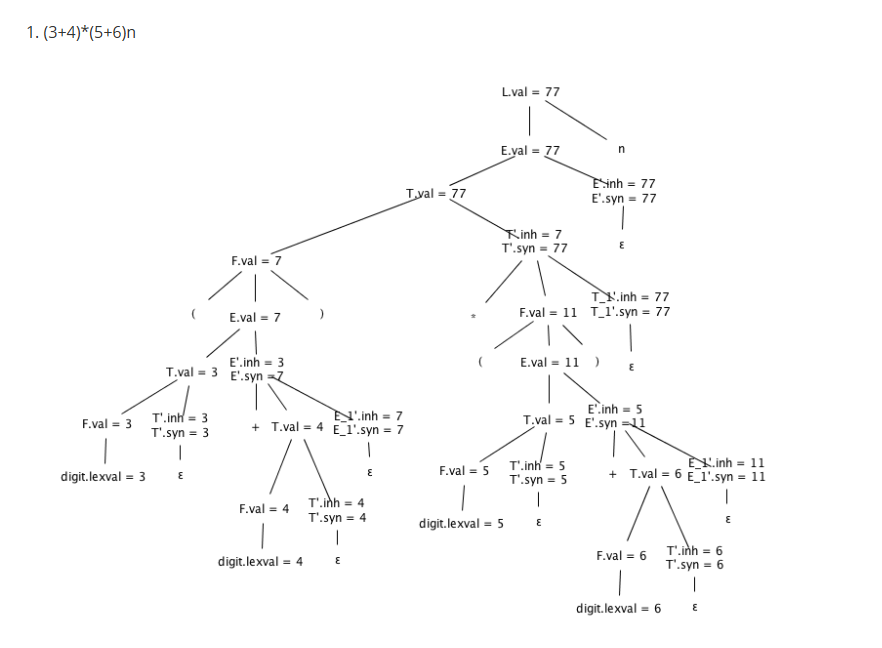 1. (3+4)*(5+6)n
L.val = 77
E.val = 77
n
T.val = 77
E'.inh = 77
E'.syn = 77
F.val = 7
T'.inh = 7
T'.syn = 77
ε
(
E.val = 7
)
*
F.val = 11
T_1'.inh = 77
T_1'.syn = 77
T.val = 3
E'.inh = 3
E'.syn =7
(
E.val = 11
)
ε
F.val = 3
T'.inh = 3
T'.syn = 3
+
T.val = 4
E_1'.inh = 7
E_1'.syn = 7
T.val = 5
E'.inh = 5
E'.syn =11
digit.lexval = 3
ε
ε
F.val = 5
T'.inh = 5
T'.syn = 5
+
T.val = 6
E_1'.inh = 11
E_1'.syn = 11
F.val = 4
T'.inh = 4
T'.syn = 4
digit.lexval = 5
ε
ε
digit.lexval = 4
ε
F.val = 6
T'.inh = 6
T'.syn = 6
digit.lexval = 6
ε